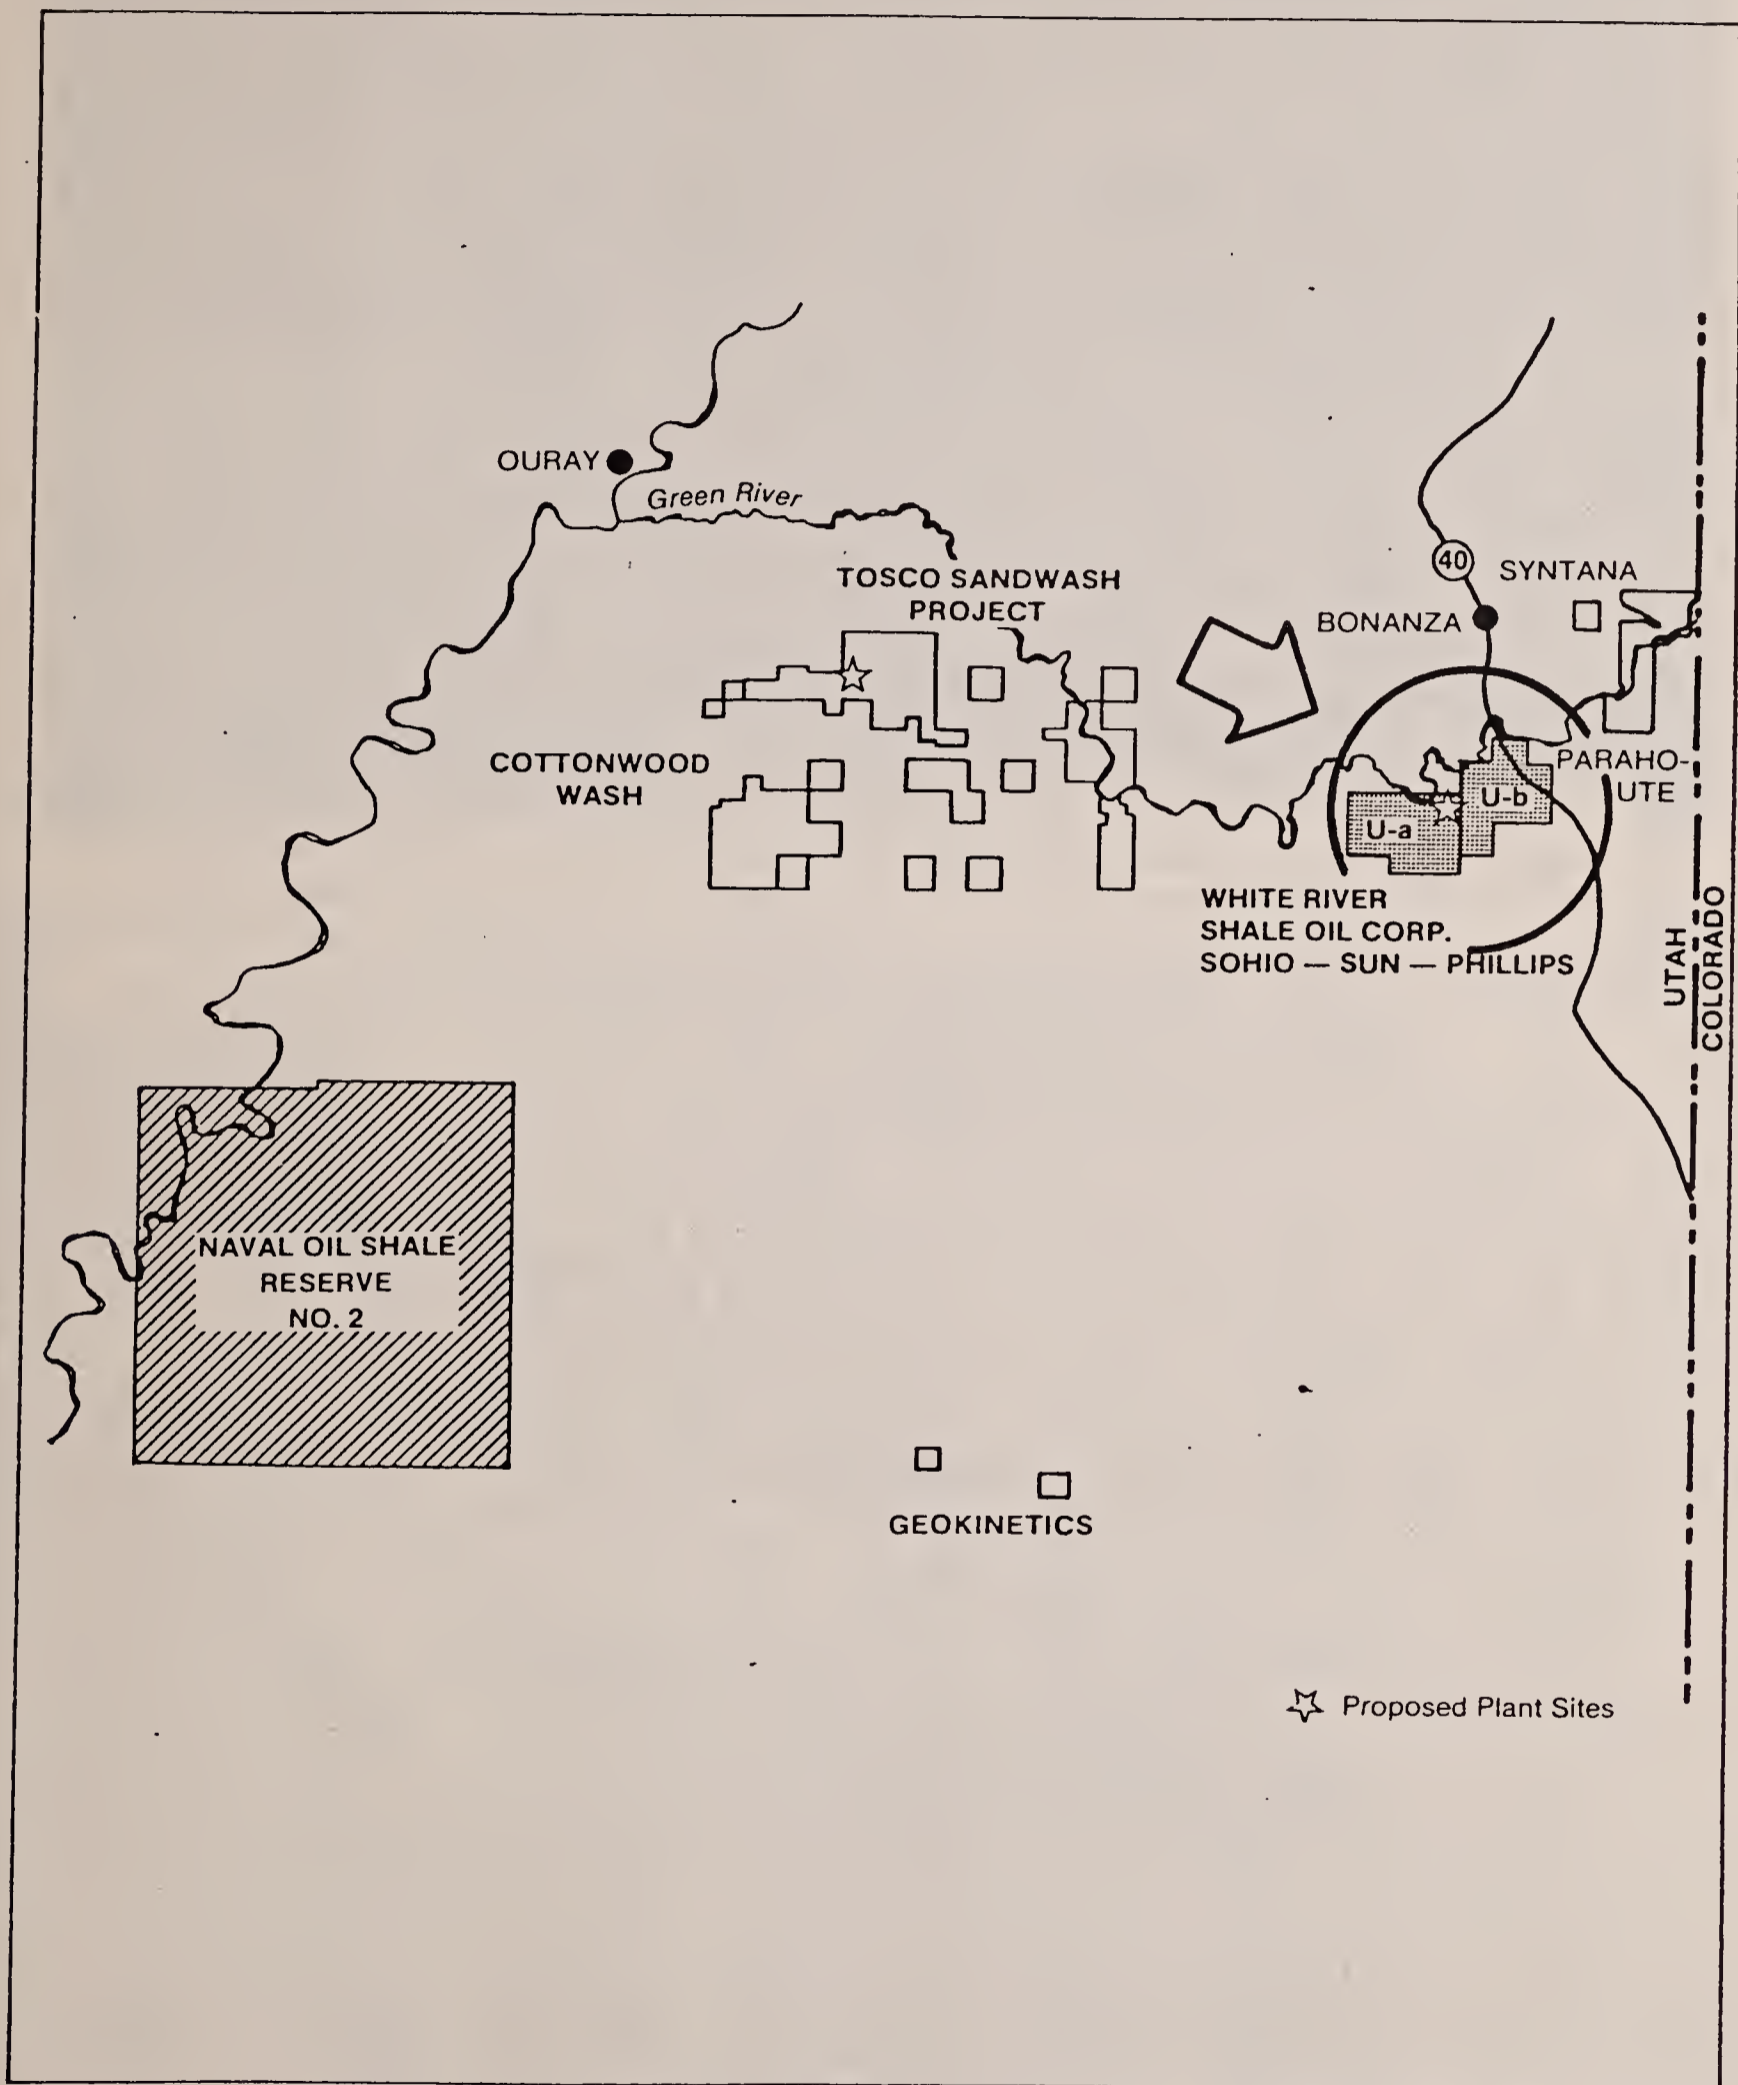 OURAY
Green River
40
SYNTANA
TOSCO SANDWASH
PROJECT
BONANZA
COTTONWOOD
WASH
PARAHO-
UTE
U-b
U-a
WHITE RIVER
SHALE OIL CORP.
SOHIO — SUN — PHILLIPS
UTAH
COLORADO
NAVAL OIL SHALE
RESERVE
NO. 2
GEOKINETICS
Proposed Plant Sites